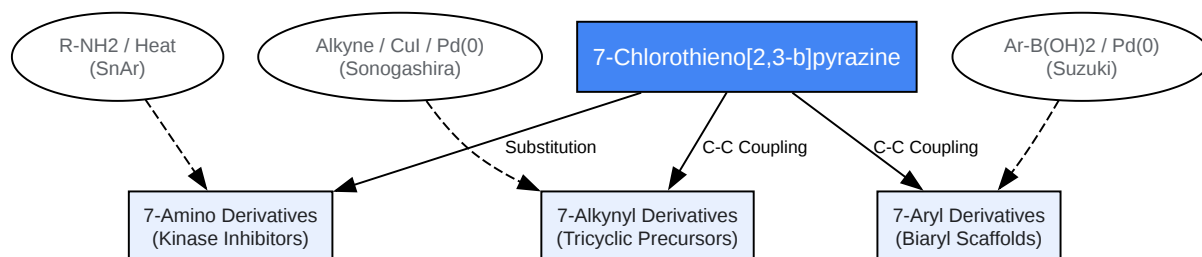 R-NH2 / Heat
(SnAr)
Alkyne / CuI / Pd(0)
(Sonogashira)
7-Chlorothieno[2,3-b]pyrazine
Ar-B(OH)2 / Pd(0)
(Suzuki)
Substitution
C-C Coupling
C-C Coupling
7-Amino Derivatives
(Kinase Inhibitors)
7-Alkynyl Derivatives
(Tricyclic Precursors)
7-Aryl Derivatives
(Biaryl Scaffolds)